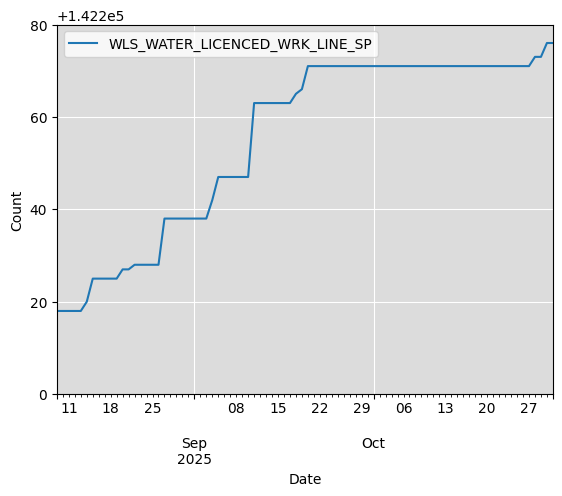 +1.422e5
80
WLS_WATER_LICENCED_WRK_LINE_SP
60
40
20
0
Count
11 18 25 08 15 22 29 06 13 20 27
Sep Oct
2025
Date